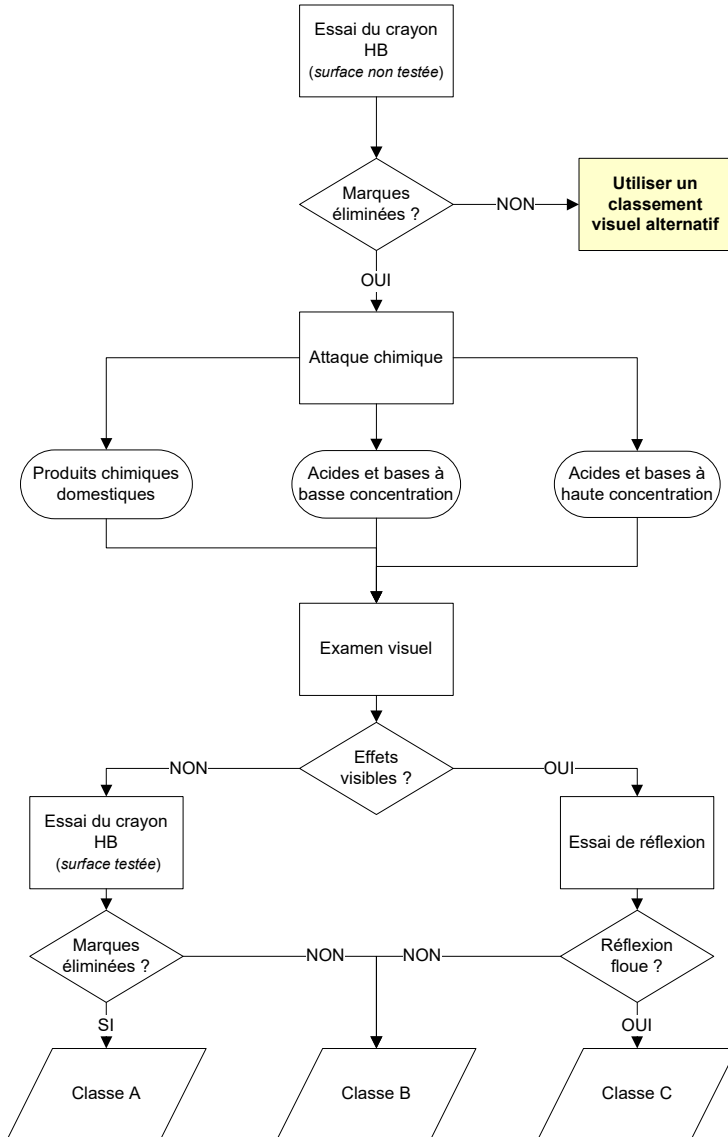 Essai du crayon
HB
(surface non testée)
Marques
éliminées ?
NON
Utiliser un
classement
visuel alternatif
OUI
Attaque chimique
Produits chimiques
domestiques
Acides et bases à
basse concentration
Acides et bases à
haute concentration
Examen visuel
Effets
visibles ?
NON
OUI
Essai du crayon
HB
(surface testée)
Essai de réflexion
Marques
éliminées ?
NON
NON
Réflexion
floue ?
SI
OUI
Classe A
Classe B
Classe C